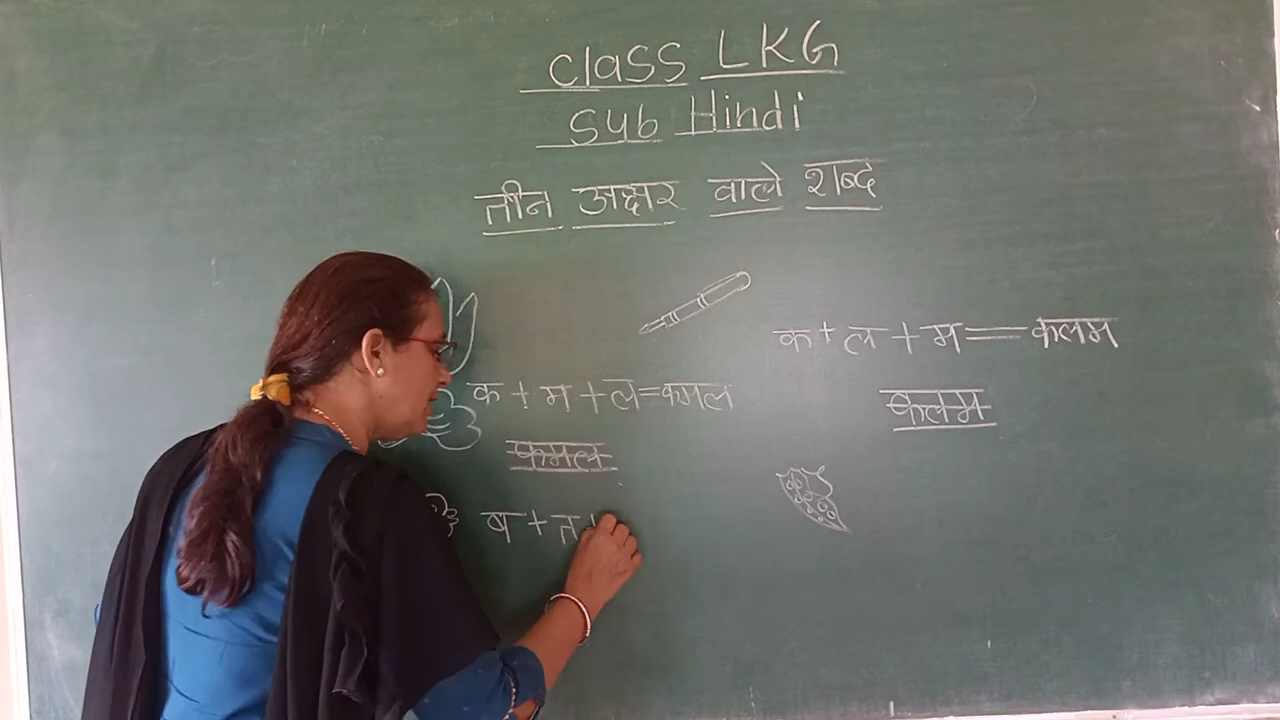 Class LKG
Sub Hindi
तीन अक्षर वाले शब्द
क + ल + म = कलम
कलम
क + म + ल = कमल
कमल
ब + त +